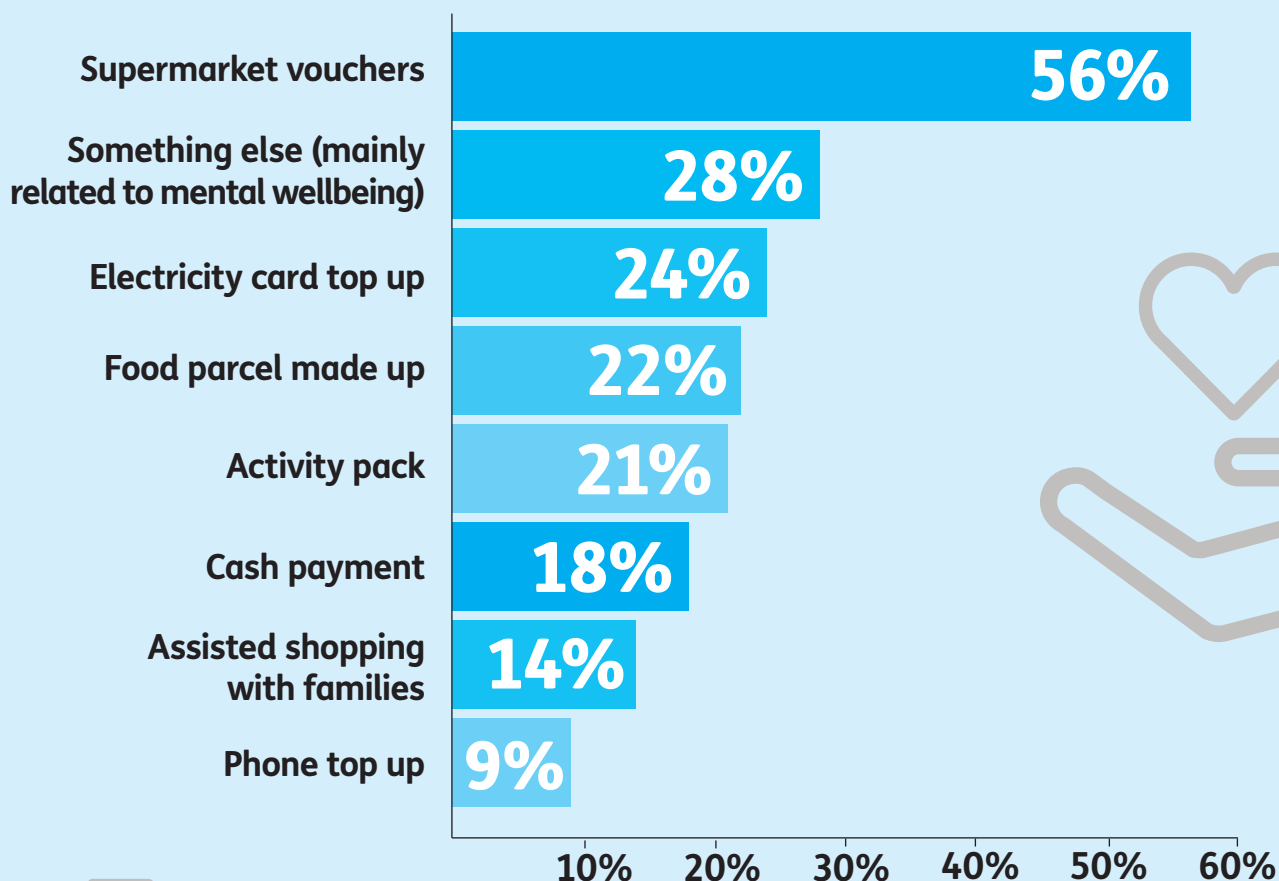 Supermarket vouchers
56%
Something else (mainly
related to mental wellbeing)
28%
Electricity card top up
24%
Food parcel made up
22%
Activity pack
21%
Cash payment
18%
Assisted shopping
with families
14%
Phone top up
9%
10% 20% 30% 40% 50% 60%